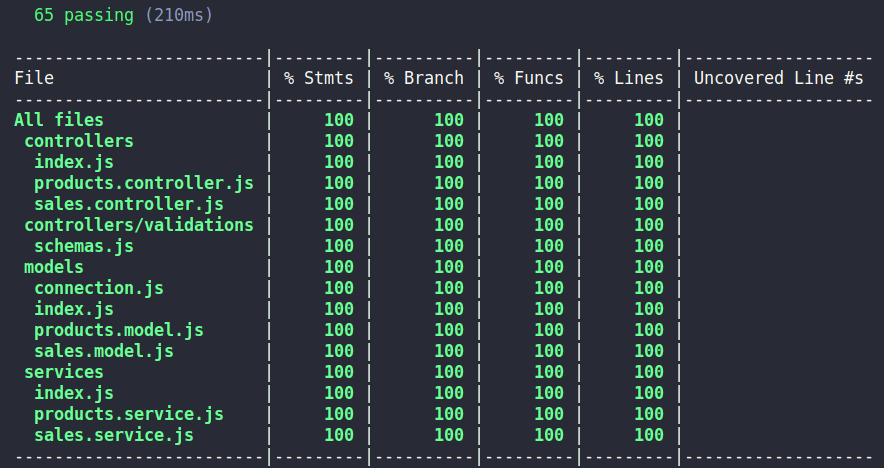 65 passing (210ms)
-------------------------|---------|----------|---------|---------|-------------------
File                     | % Stmts | % Branch | % Funcs | % Lines | Uncovered Line #s
-------------------------|---------|----------|---------|---------|-------------------
All files                |     100 |      100 |     100 |     100 |
 controllers             |     100 |      100 |     100 |     100 |
  index.js               |     100 |      100 |     100 |     100 |
  products.controller.js |     100 |      100 |     100 |     100 |
  sales.controller.js    |     100 |      100 |     100 |     100 |
 controllers/validations |     100 |      100 |     100 |     100 |
  schemas.js             |     100 |      100 |     100 |     100 |
 models                  |     100 |      100 |     100 |     100 |
  connection.js          |     100 |      100 |     100 |     100 |
  index.js               |     100 |      100 |     100 |     100 |
  products.model.js      |     100 |      100 |     100 |     100 |
  sales.model.js         |     100 |      100 |     100 |     100 |
 services                |     100 |      100 |     100 |     100 |
  index.js               |     100 |      100 |     100 |     100 |
  products.service.js    |     100 |      100 |     100 |     100 |
  sales.service.js       |     100 |      100 |     100 |     100 |
-------------------------|---------|----------|---------|---------|-------------------